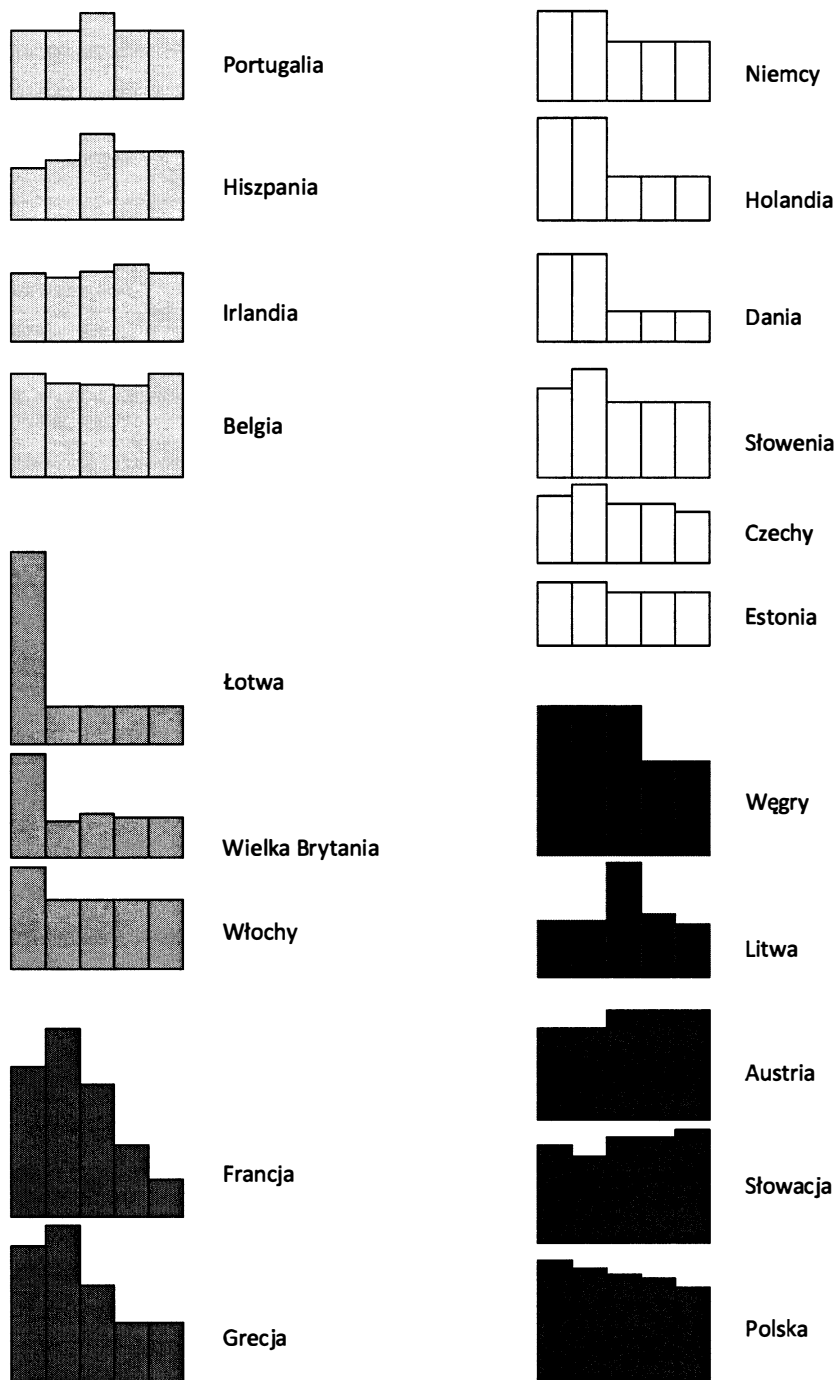 Portugalia
Hiszpania
Irlandia
Belgia
Łotwa
Wielka Brytania
Włochy
Francja
Grecja
Niemcy
Holandia
Dania
Słowenia
Czechy
Estonia
Węgry
Litwa
Austria
Słowacja
Polska